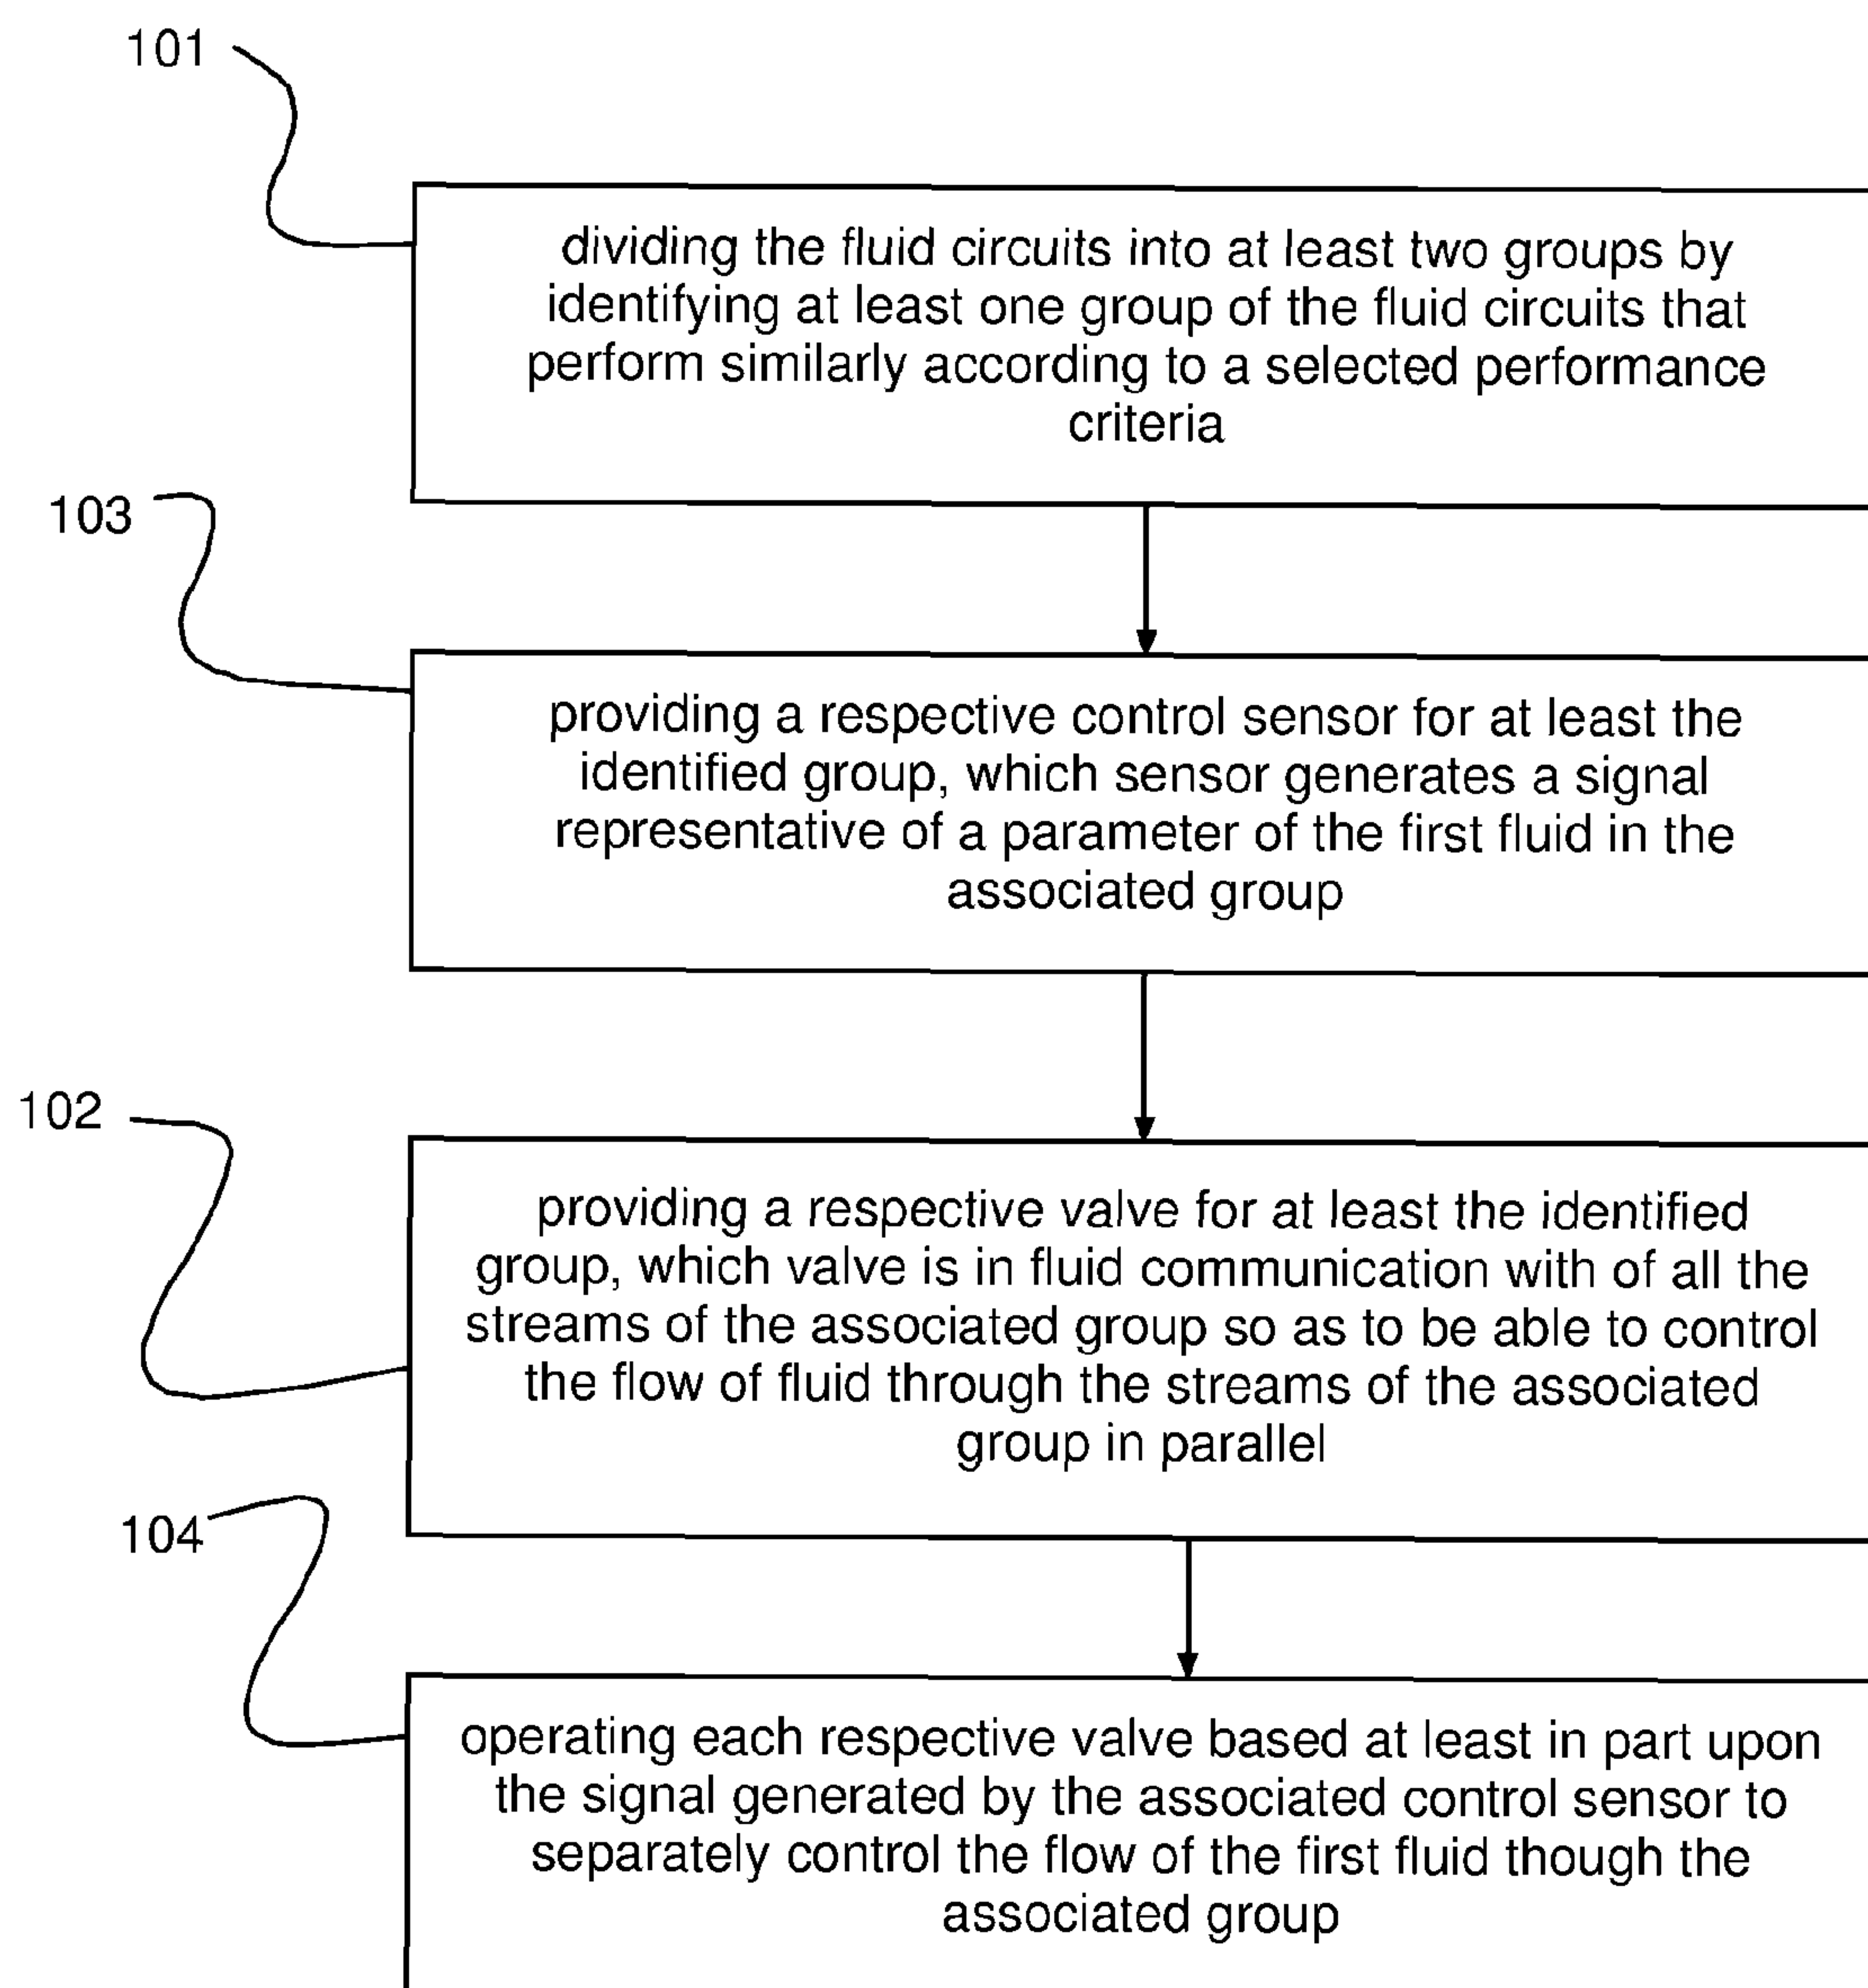 101
dividing the fluid circuits into at least two groups by
identifying at least one group of the fluid circuits that
perform similarly according to a selected performance
criteria
103
providing a respective control sensor for at least the
identified group, which sensor generates a signal
representative of a parameter of the first fluid in the
associated group
102
providing a respective valve for at least the identified
group, which valve is in fluid communication with of all the
streams of the associated group so as to be able to control
the flow of fluid through the streams of the associated
group in parallel
104
operating each respective valve based at least in part upon
the signal generated by the associated control sensor to
separately control the flow of the first fluid though the
associated group